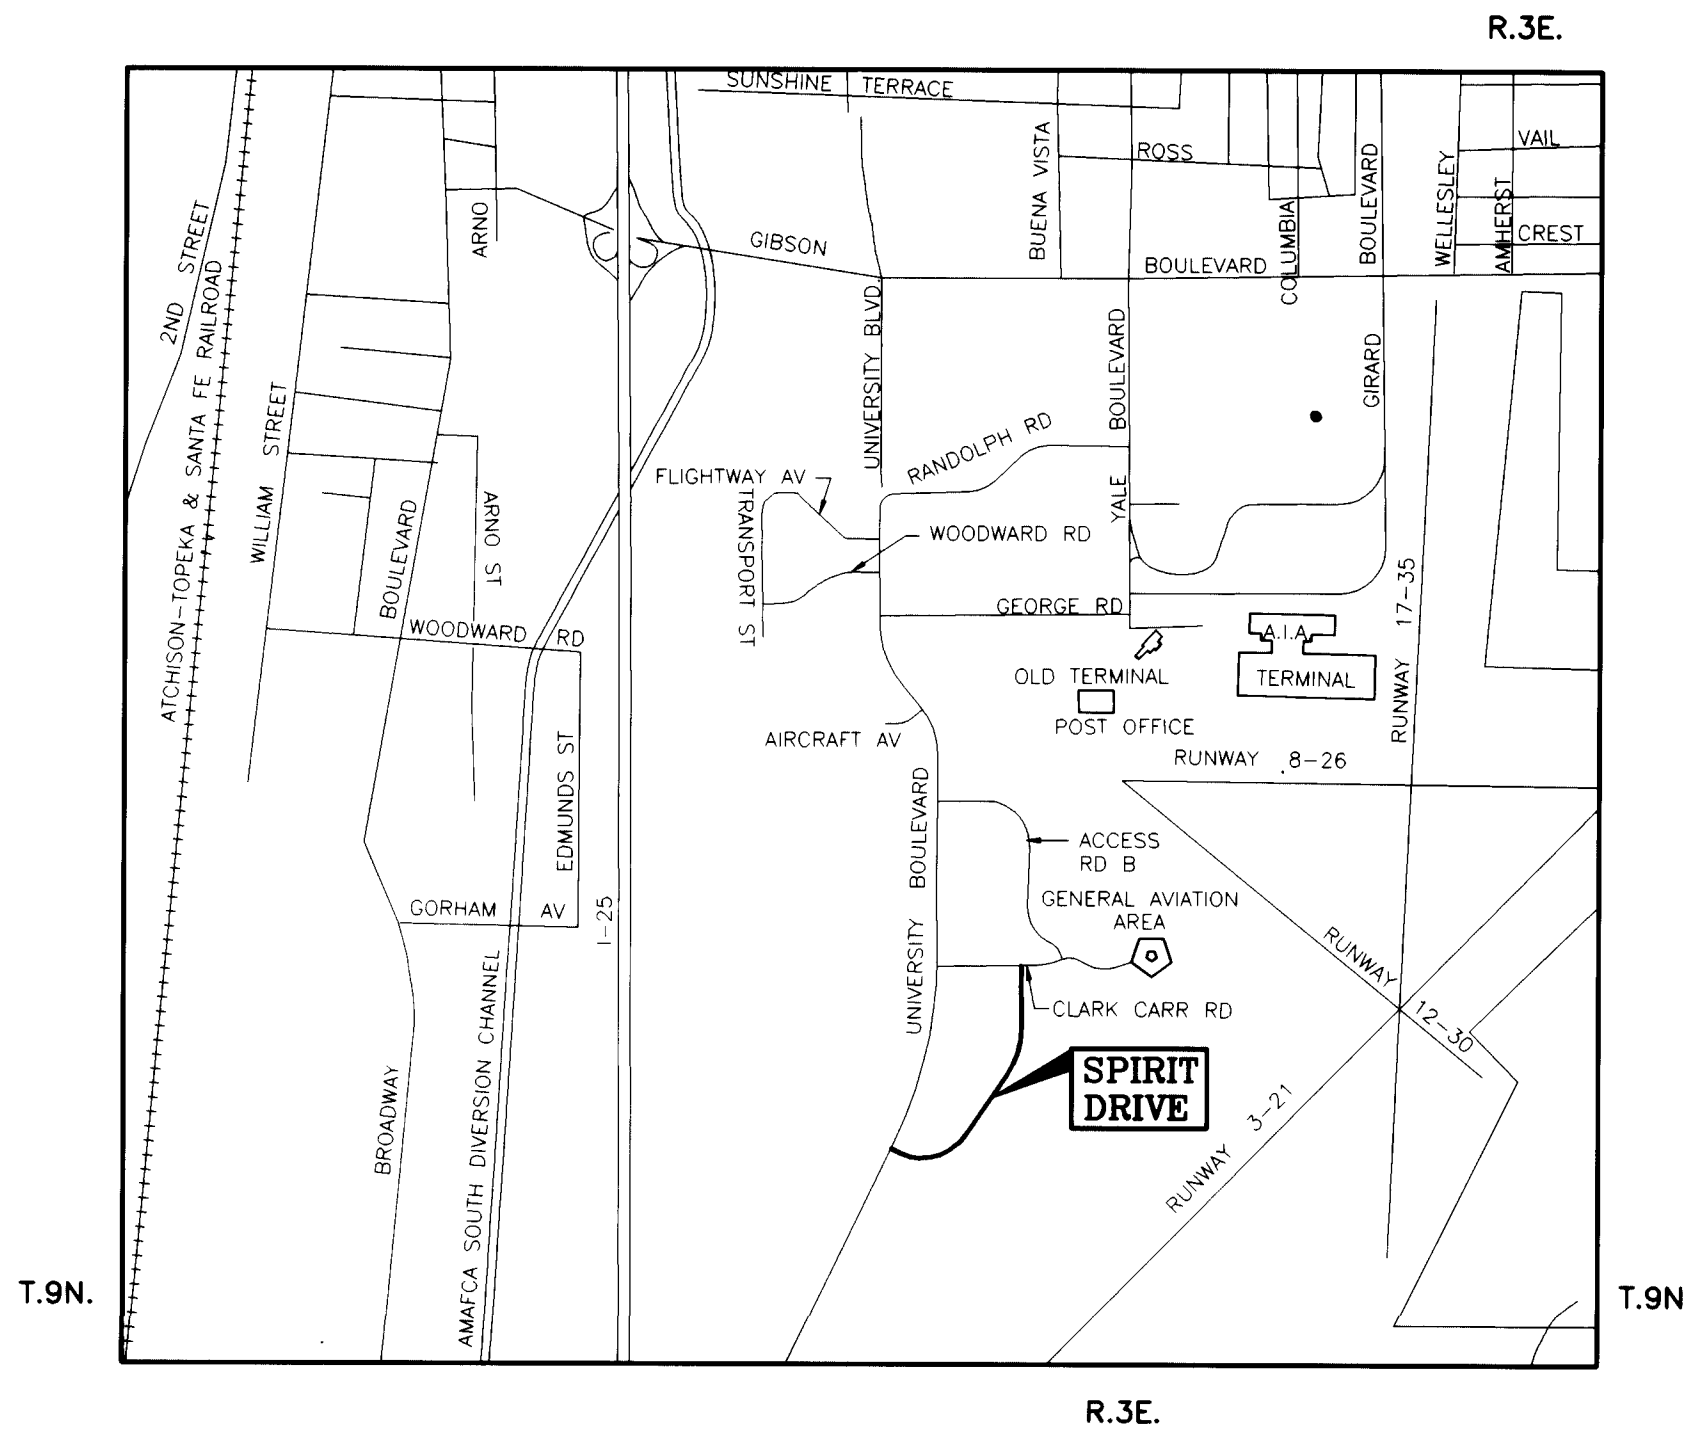 R.3E.
SUNSHINE TERRACE
BUENA VISTA
ROSS
BOULEVARD
VAIL
WELLESLEY
AMHERST
2ND STREET
ARNO
GIBSON
BOULEVARD
COLUMBIA
CREST
ATCHISON-TOPEKA & SANTA FE RAILROAD
UNIVERSITY BLVD.
BOULEVARD
GIRARD
WILLIAM STREET
RANDOLPH RD
FLIGHTWAY AV
YALE
BOULEVARD
ARNO ST
TRANSPORT ST
WOODWARD RD
RUNWAY 17-35
GEORGE RD
WOODWARD RD
A.I.A.
TERMINAL
OLD TERMINAL
POST OFFICE
AIRCRAFT AV
RUNWAY 8-26
EDMUNDS ST
UNIVERSITY BOULEVARD
ACCESS
RD B
GENERAL AVIATION
AREA
GORHAM AV
I-25
RUNWAY 12-30
AMAFCA SOUTH DIVERSION CHANNEL
CLARK CARR RD
BROADWAY
SPIRIT
DRIVE
RUNWAY 3-21
T.9N.
T.9N
R.3E.